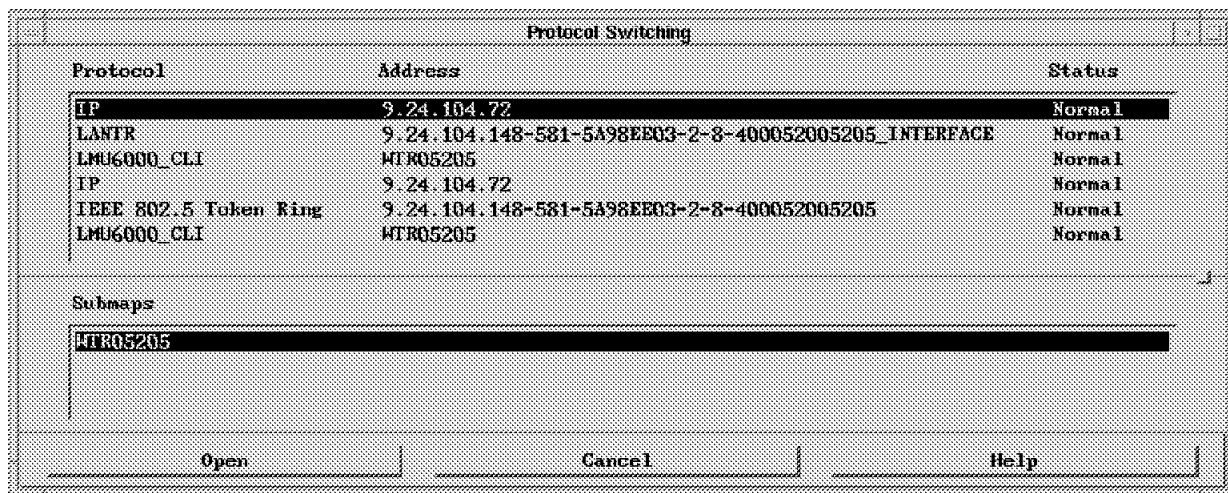 Protocol Switching
Protocol Address Status
IP 9.24.104.72 Normal
LANTR 9.24.104.148-581-5A98EE03-2-8-400052005205_INTERFACE Normal
LMU6000_CLI WTR05205 Normal
IP 9.24.104.72 Normal
IEEE 802.5 Token Ring 9.24.104.148-581-5A98EE03-2-8-400052005205 Normal
LMU6000_CLI WTR05205 Normal
Submaps
WTR05205
Open Cancel Help